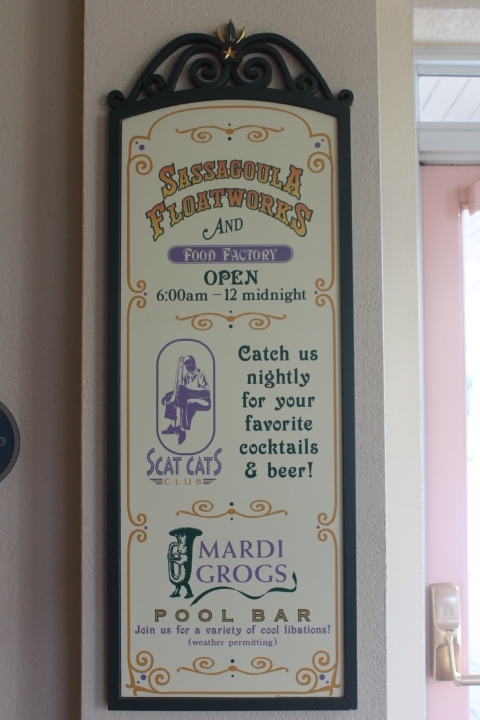 SASSAGOULA
FLOATWORKS
AND
FOOD FACTORY
OPEN
6:00am – 12 midnight
Catch us
nightly
for your
favorite
cocktails
& beer!
SCAT CATS
CLUB
MARDI
GROGS
POOL BAR
Join us for a variety of cool libations!
(weather permitting)